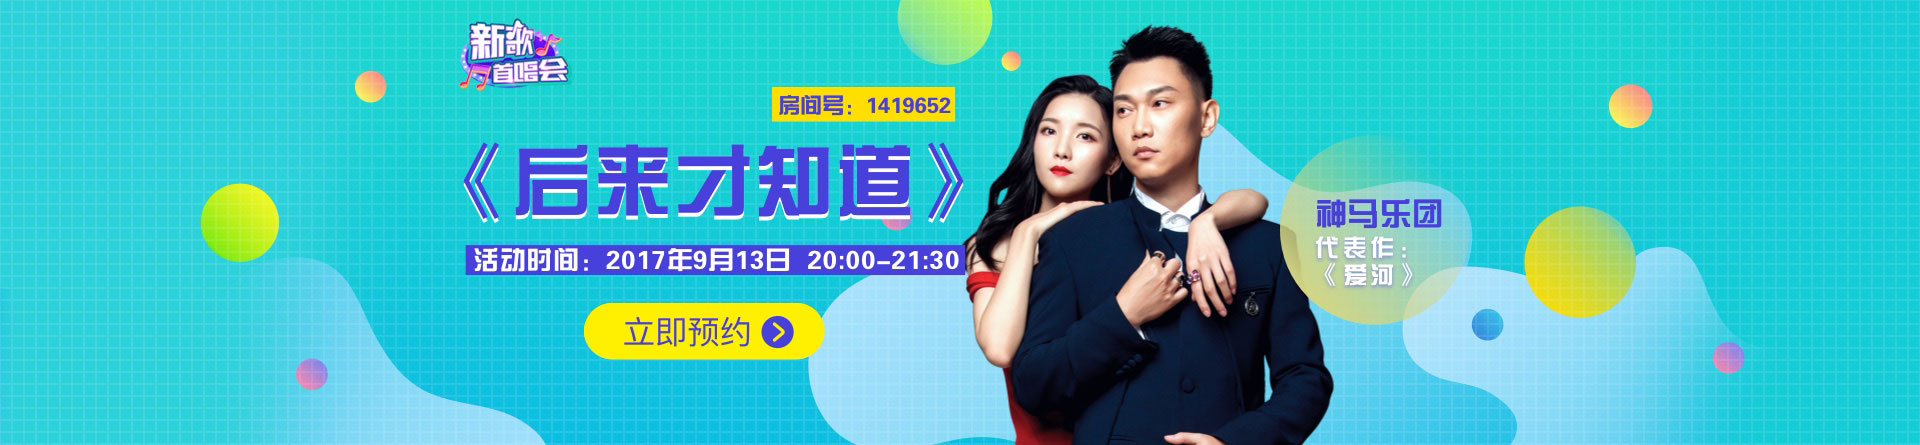 新歌
首唱会
房间号：1419652
《后来才知道》
活动时间：2017年9月13日 20:00-21:30
立即预约
神马乐团
代表作：
《爱河》